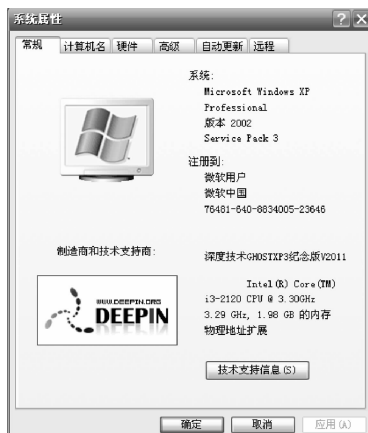 系统属性
常规 计算机名 硬件 高级 自动更新 远程
系统:
Microsoft Windows XP
Professional
版本 2002
Service Pack 3
注册到:
微软用户
微软中国
76481-640-8834005-23646
制造商和技术支持商:
深度技术GHOSTXP3纪念版V2011
WWW.DEEPIN.ORG
DEEPIN
Intel(R) Core(TM)
i3-2120 CPU @ 3.30GHz
3.29 GHz, 1.98 GB 的内存
物理地址扩展
技术支持信息(S)
确定 取消 应用(A)